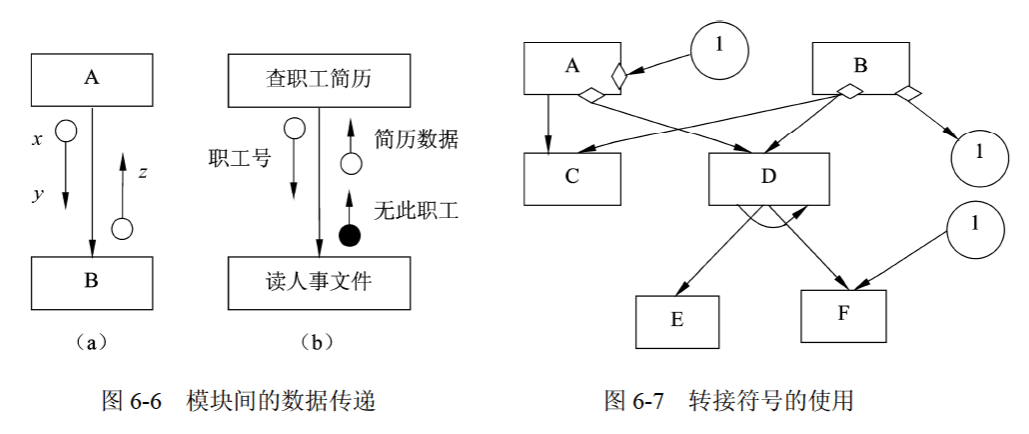 A
x
y
z
B
（a）
查职工简历
职工号
简历数据
无此职工
读人事文件
（b）
图 6-6 模块间的数据传递
A
1
B
C
D
1
1
E
F
图 6-7 转接符号的使用